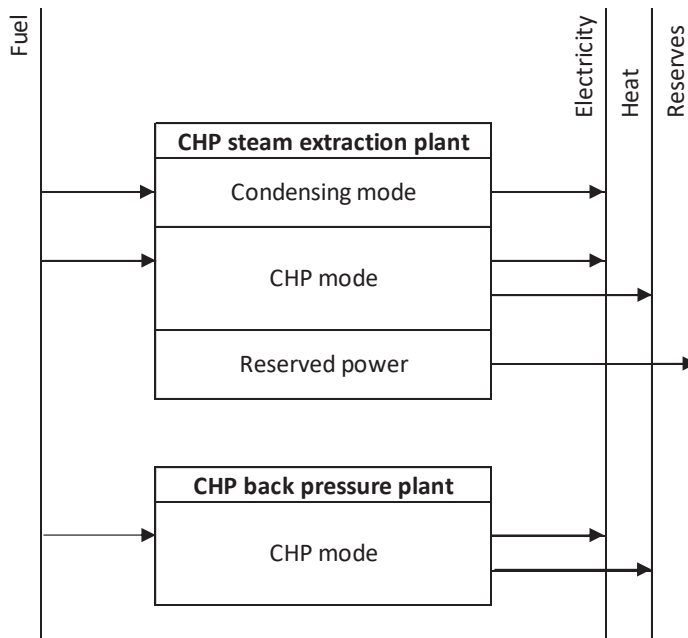 Fuel
Electricity
Heat
Reserves
CHP steam extraction plant
Condensing mode
CHP mode
Reserved power
CHP back pressure plant
CHP mode